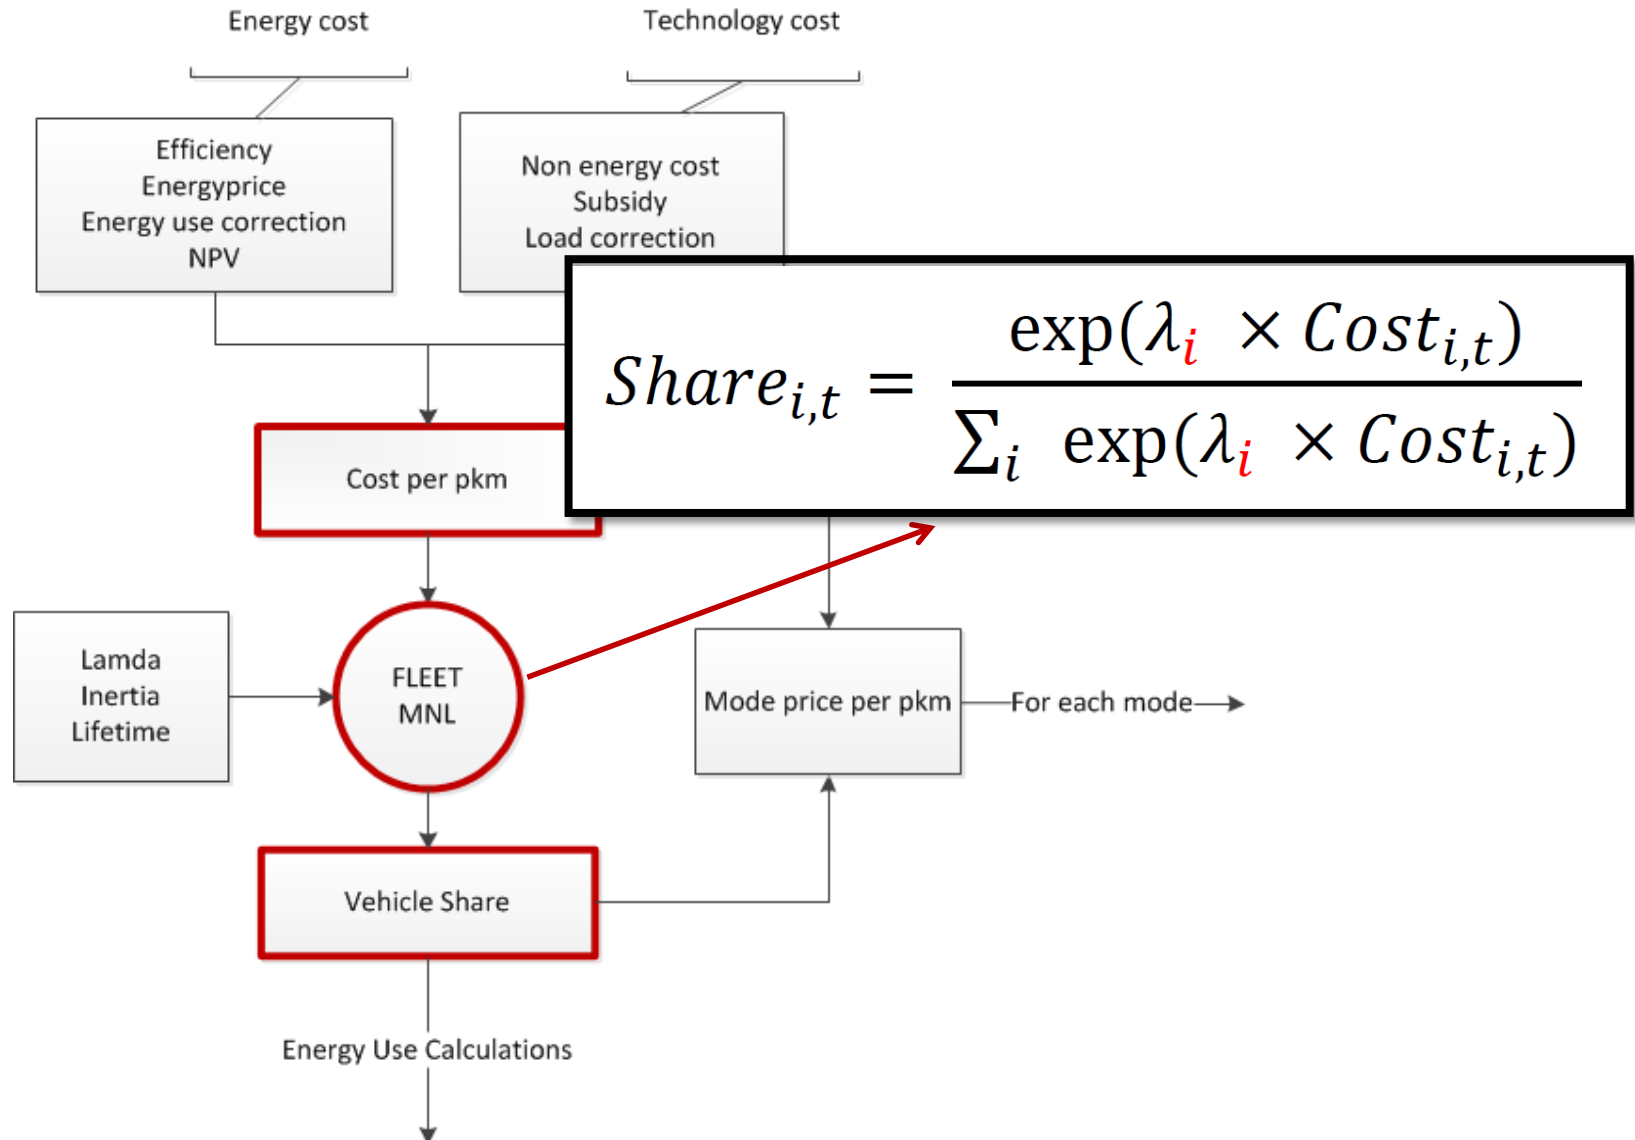 Energy cost
Technology cost
Efficiency
Energyprice
Energy use correction
NPV
Non energy cost
Subsidy
Load correction
Share_{i,t} = \frac{exp(λ_i × Cost_{i,t})}{∑_i exp(λ_i × Cost_{i,t})}
Cost per pkm
Lamda
Inertia
Lifetime
FLEET
MNL
Mode price per pkm
For each mode
Vehicle Share
Energy Use Calculations